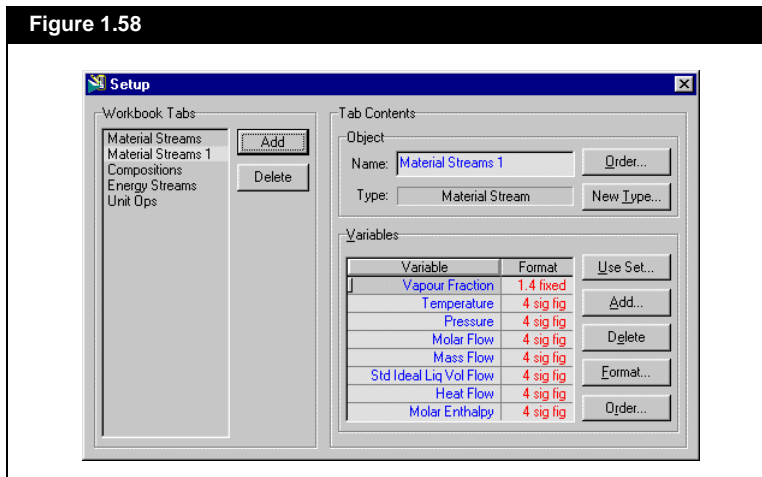 Figure 1.58
Setup
Workbook Tabs
Material Streams
Material Streams 1
Compositions
Energy Streams
Unit Ops
Add
Delete
Tab Contents
Object
Name: Material Streams 1
Order...
Type: Material Stream
New Type...
Variables
Variable Format
Vapour Fraction 1.4 fixed
Temperature 4 sig fig
Pressure 4 sig fig
Molar Flow 4 sig fig
Mass Flow 4 sig fig
Std Ideal Liq Vol Flow 4 sig fig
Heat Flow 4 sig fig
Molar Enthalpy 4 sig fig
Use Set...
Add...
Delete
Format...
Order...